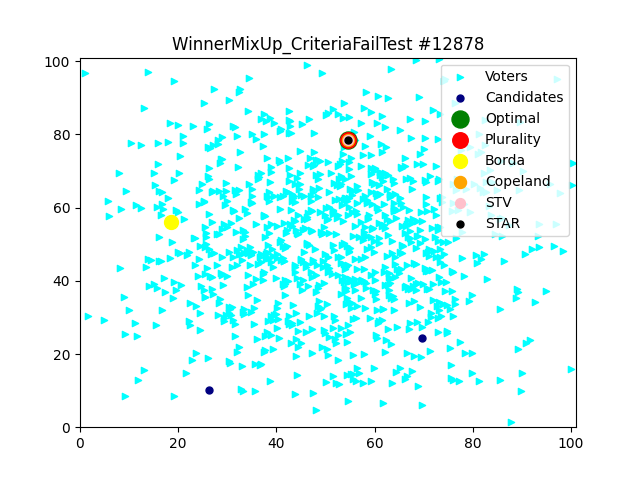 WinnerMixUp_CriteriaFailTest #12878
100
80
60
40
20
0
0
20
40
60
80
100
Voters
Candidates
Optimal
Plurality
Borda
Copeland
STV
STAR